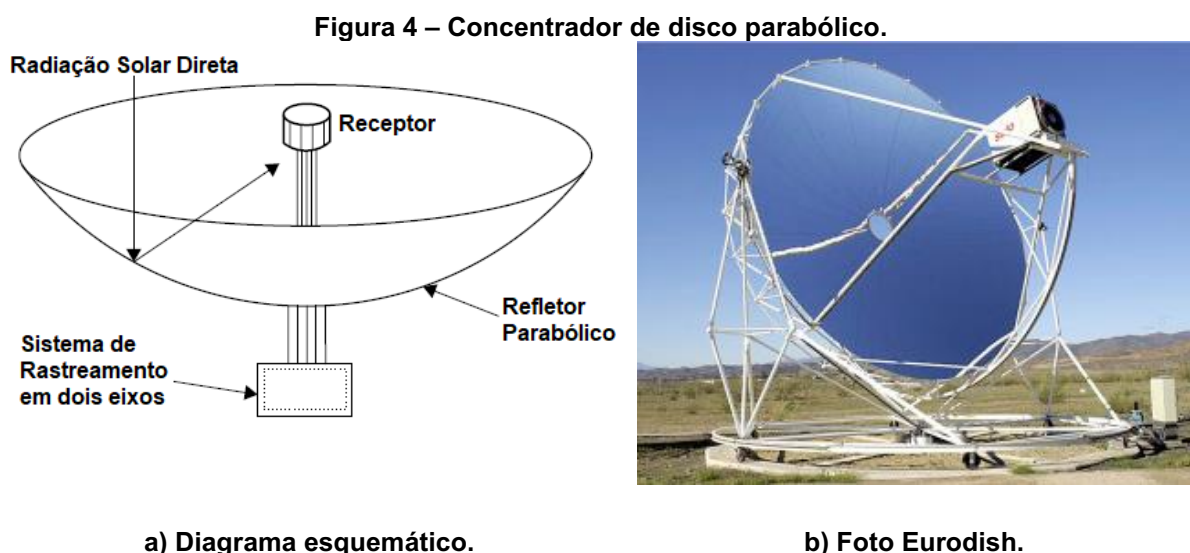 Figura 4 – Concentrador de disco parabólico.
Radiação Solar Direta
Receptor
Refletor
Parabólico
Sistema de
Rastreamento
em dois eixos
a) Diagrama esquemático.
b) Foto Eurodish.